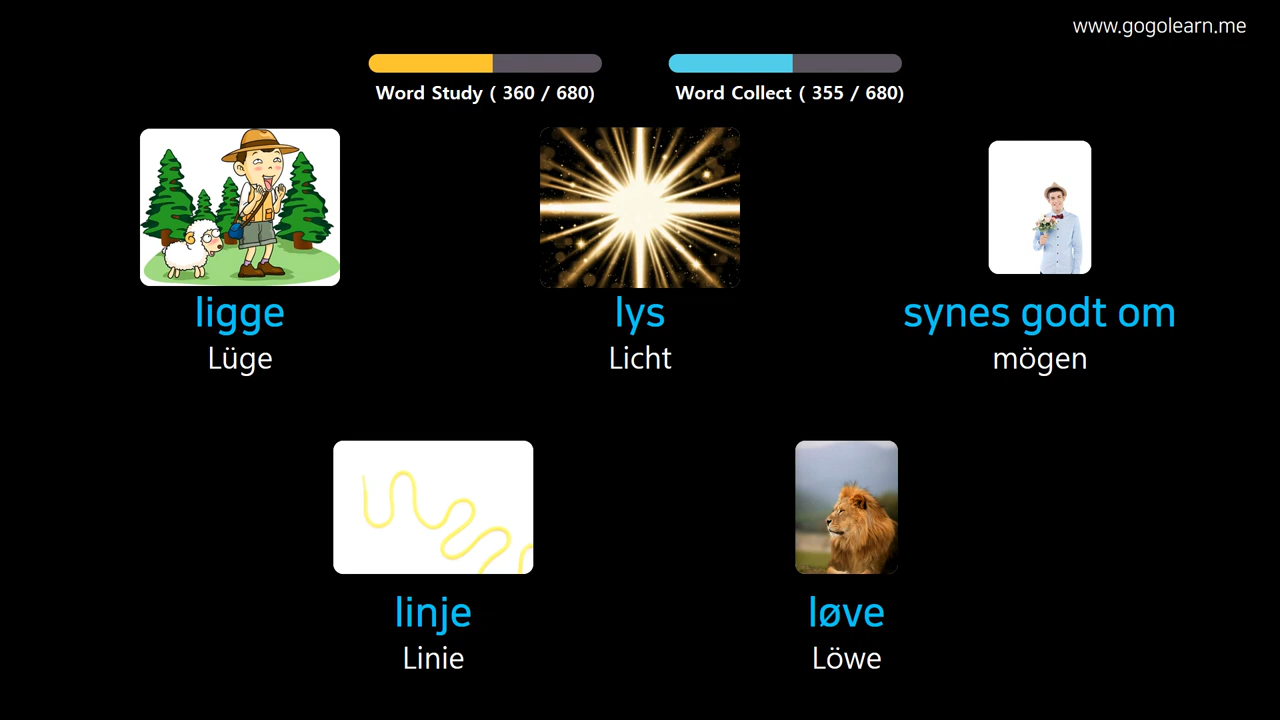 www.gogolearn.me
Word Study ( 360 / 680)
Word Collect ( 355 / 680)
ligge
lys
synes godt om
Lüge
Licht
mögen
linje
løve
Linie
Löwe